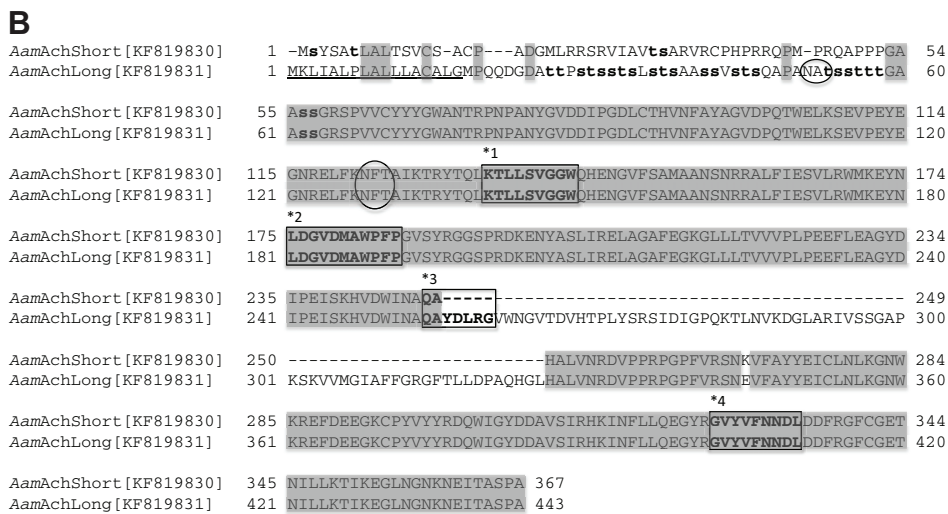 B
AamAchShort[KF819830] 1 -MsYSAtLALTSVCS-ACP---ADGMLRRSRVIAVtsARVRCPHPRRQPM-PRQAPPPGA 54
AamAchLong[KF819831] 1 MKLIALPLALLLACALGMPQQDGDAttPstsstsLstsAAssVstsQAPANAtssttt​GA 60
AamAchShort[KF819830] 55 AssGRSPVVCYYYGWANTRPNPANYGVDDIPGDLCTHVNFAYAGVDPQTWELKSEVPEYE 114
AamAchLong[KF819831] 61 AssGRSPVVCYYYGWANTRPNPANYGVDDIPGDLCTHVNFAYAGVDPQTWELKSEVPEYE 120
*1
AamAchShort[KF819830] 115 GNRELFKNFTAIKTRYTQLKTLLSVGGWQHENGVFSAMAANSNRRALFIESVLRWMKEYN 174
AamAchLong[KF819831] 121 GNRELFKNFTAIKTRYTQLKTLLSVGGWQHENGVFSAMAANSNRRALFIESVLRWMKEYN 180
*2
AamAchShort[KF819830] 175 LDGVDMAWPFPGVSYRGGSPRDKENYASLIRELAGAFEGKGLLLTVVVPLPEEFLEAGYD 234
AamAchLong[KF819831] 181 LDGVDMAWPFPGVSYRGGSPRDKENYASLIRELAGAFEGKGLLLTVVVPLPEEFLEAGYD 240
*3
AamAchShort[KF819830] 235 IPEISKHVDWINAQA--------------------------------------------- 249
AamAchLong[KF819831] 241 IPEISKHVDWINAQAYDLRGVWNGVTDVHTPLYSRSIDIGPQKTLNVKDGLARIVSSGAP 300
AamAchShort[KF819830] 250 -------------------------HALVNRDVPPRPGPFVRSNKVFAYYEICLNLKGNW 284
AamAchLong[KF819831] 301 KSKVVMGIAFFGRGFTLLDPAQHGLHALVNRDVPPRPGPFVRSNEVFAYYEICLNLKGNW 360
*4
AamAchShort[KF819830] 285 KREFDEEGKCPYVYYRDQWIGYDDAVSIRHKINFLLQEGYRGVYVFNNDLDDFRGFCGET 344
AamAchLong[KF819831] 361 KREFDEEGKCPYVYYRDQWIGYDDAVSIRHKINFLLQEGYRGVYVFNNDLDDFRGFCGET 420
AamAchShort[KF819830] 345 NILLKTIKEGLNGNKNEITASPA 367
AamAchLong[KF819831] 421 NILLKTIKEGLNGNKNEITASPA 443